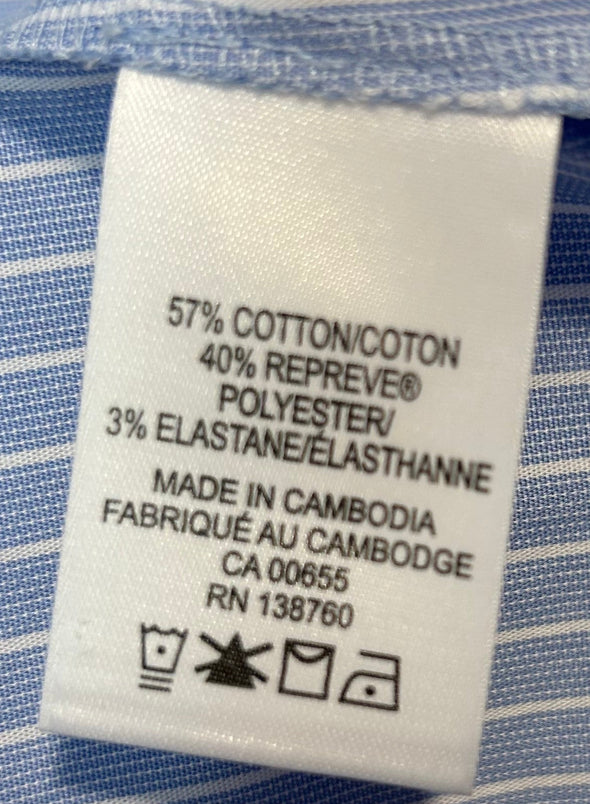 57% COTTON/COTON
40% REPREVE®
POLYESTER/
3% ELASTANE/ÉLASTHANNE
MADE IN CAMBODIA
FABRIQUÉ AU CAMBODGE
CA 00655
RN 138760